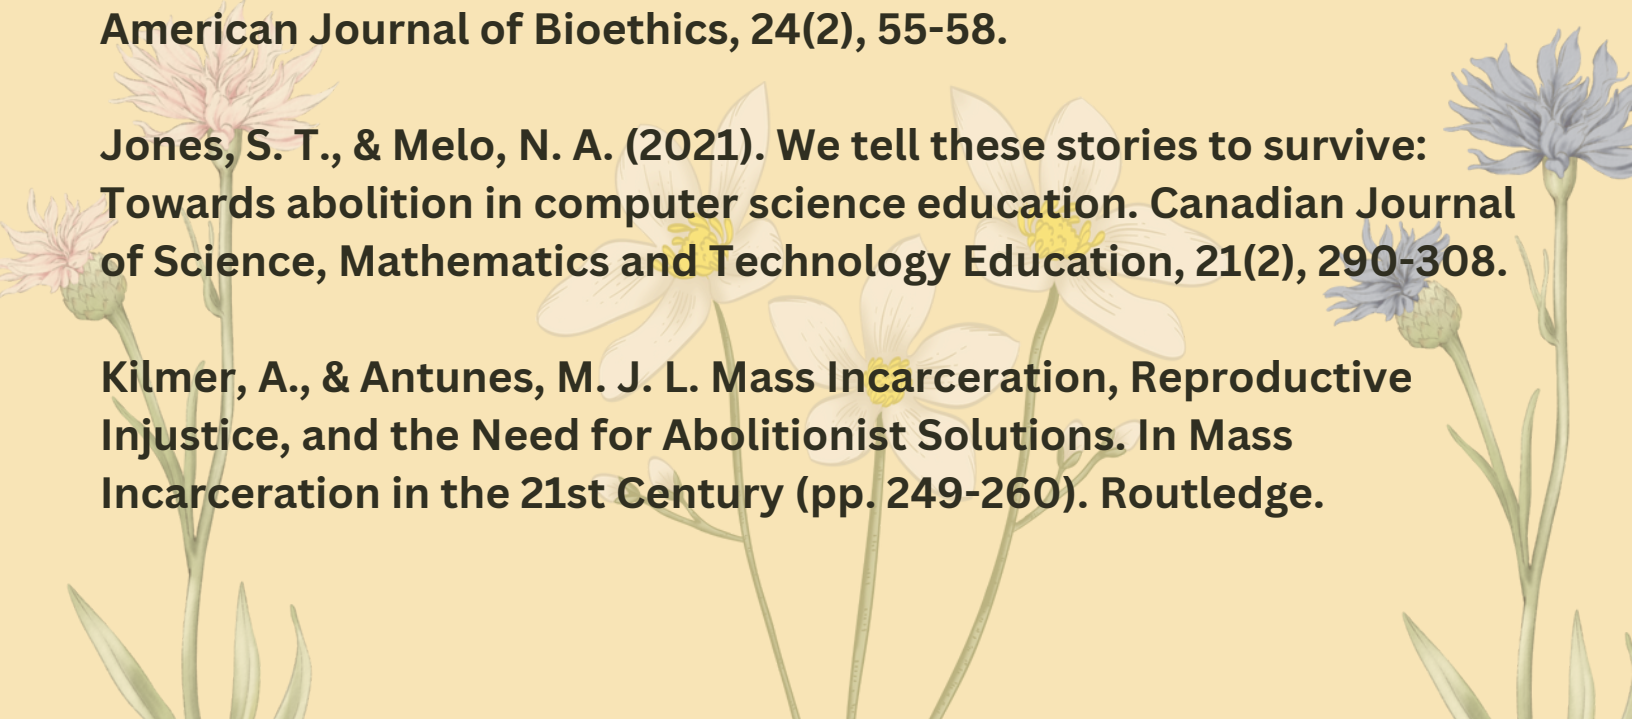 American Journal of Bioethics, 24(2), 55-58.
Jones, S. T., & Melo, N. A. (2021). We tell these stories to survive:
Towards abolition in computer science education. Canadian Journal
of Science, Mathematics and Technology Education, 21(2), 290-308.
Kilmer, A., & Antunes, M. J. L. Mass Incarceration, Reproductive
Injustice, and the Need for Abolitionist Solutions. In Mass
Incarceration in the 21st Century (pp. 249-260). Routledge.